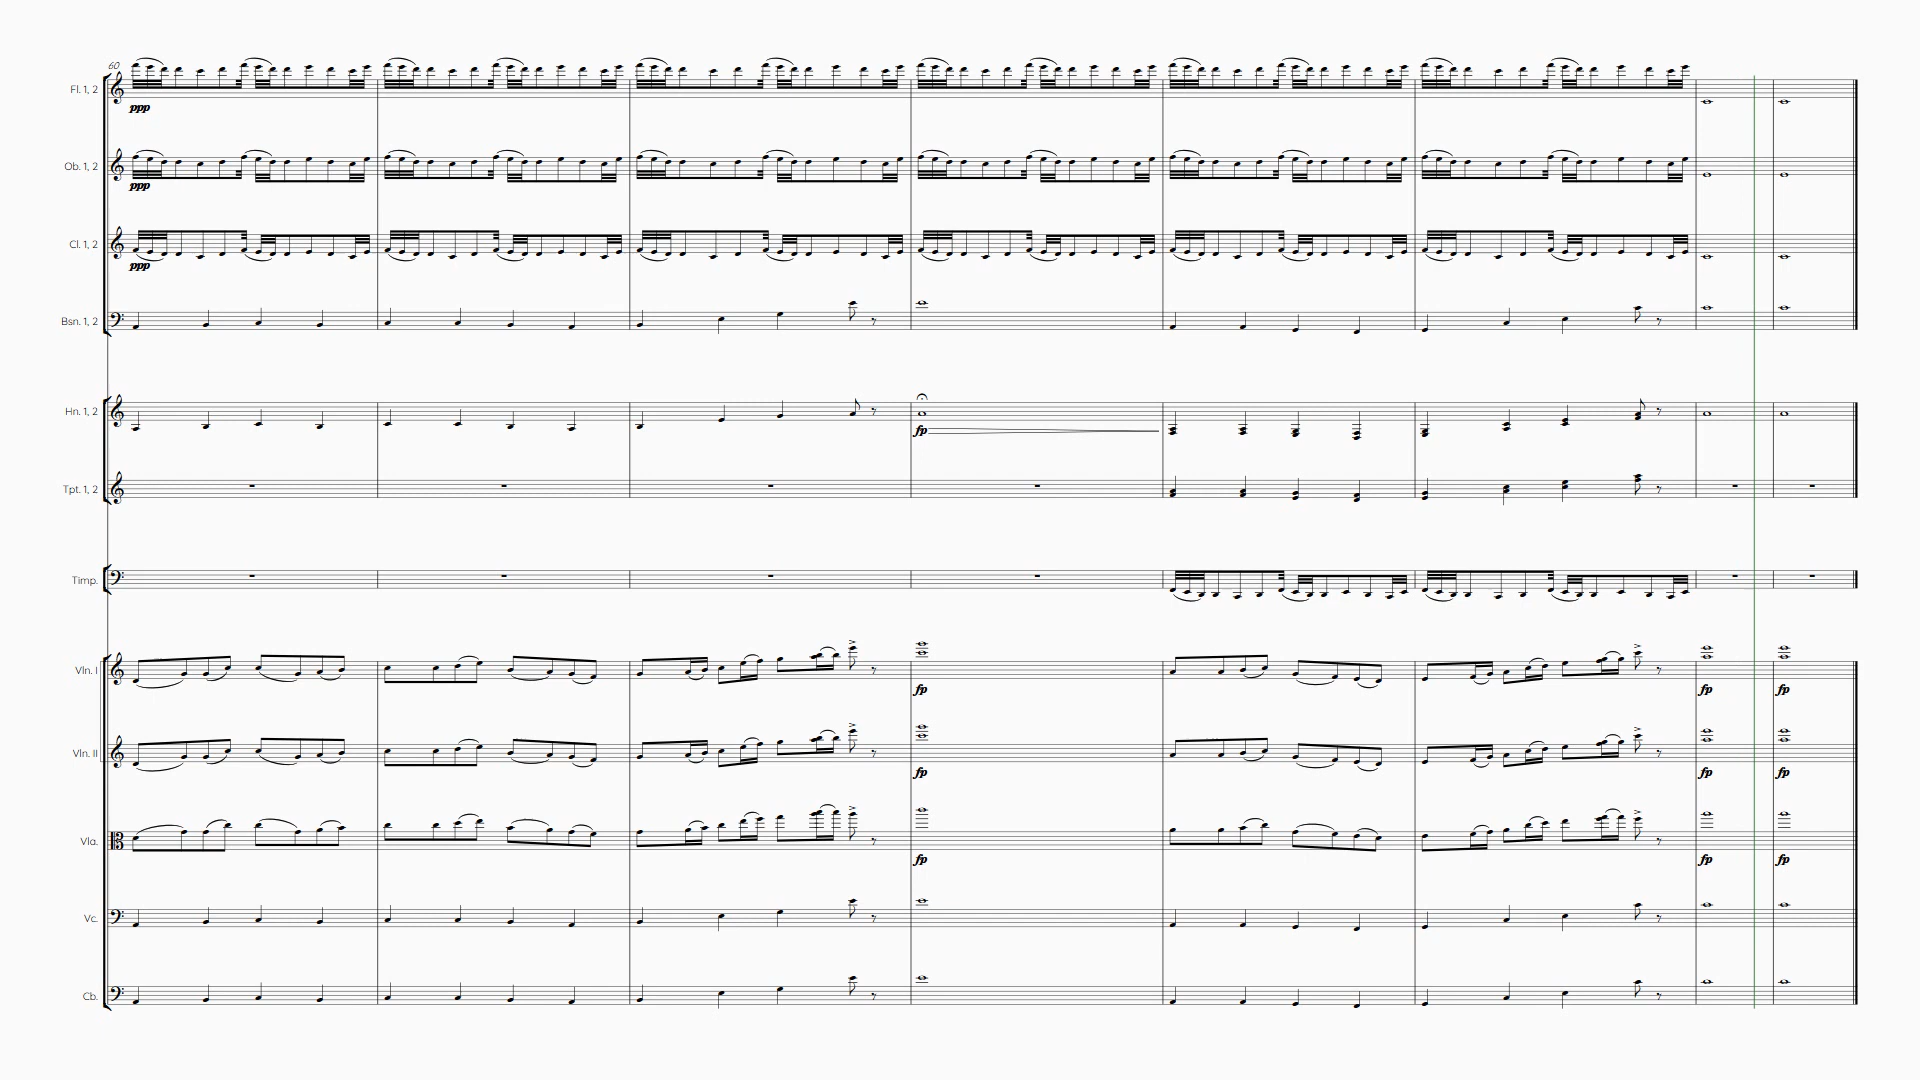 60
Fl. 1, 2
ppp
Ob. 1, 2
ppp
Cl. 1, 2
ppp
Bsn. 1, 2
Hn. 1, 2
fp
Tpt. 1, 2
Timp.
Vln. I
fp fp fp
Vln. II
fp fp fp
Vla.
fp fp fp
Vc.
Cb.